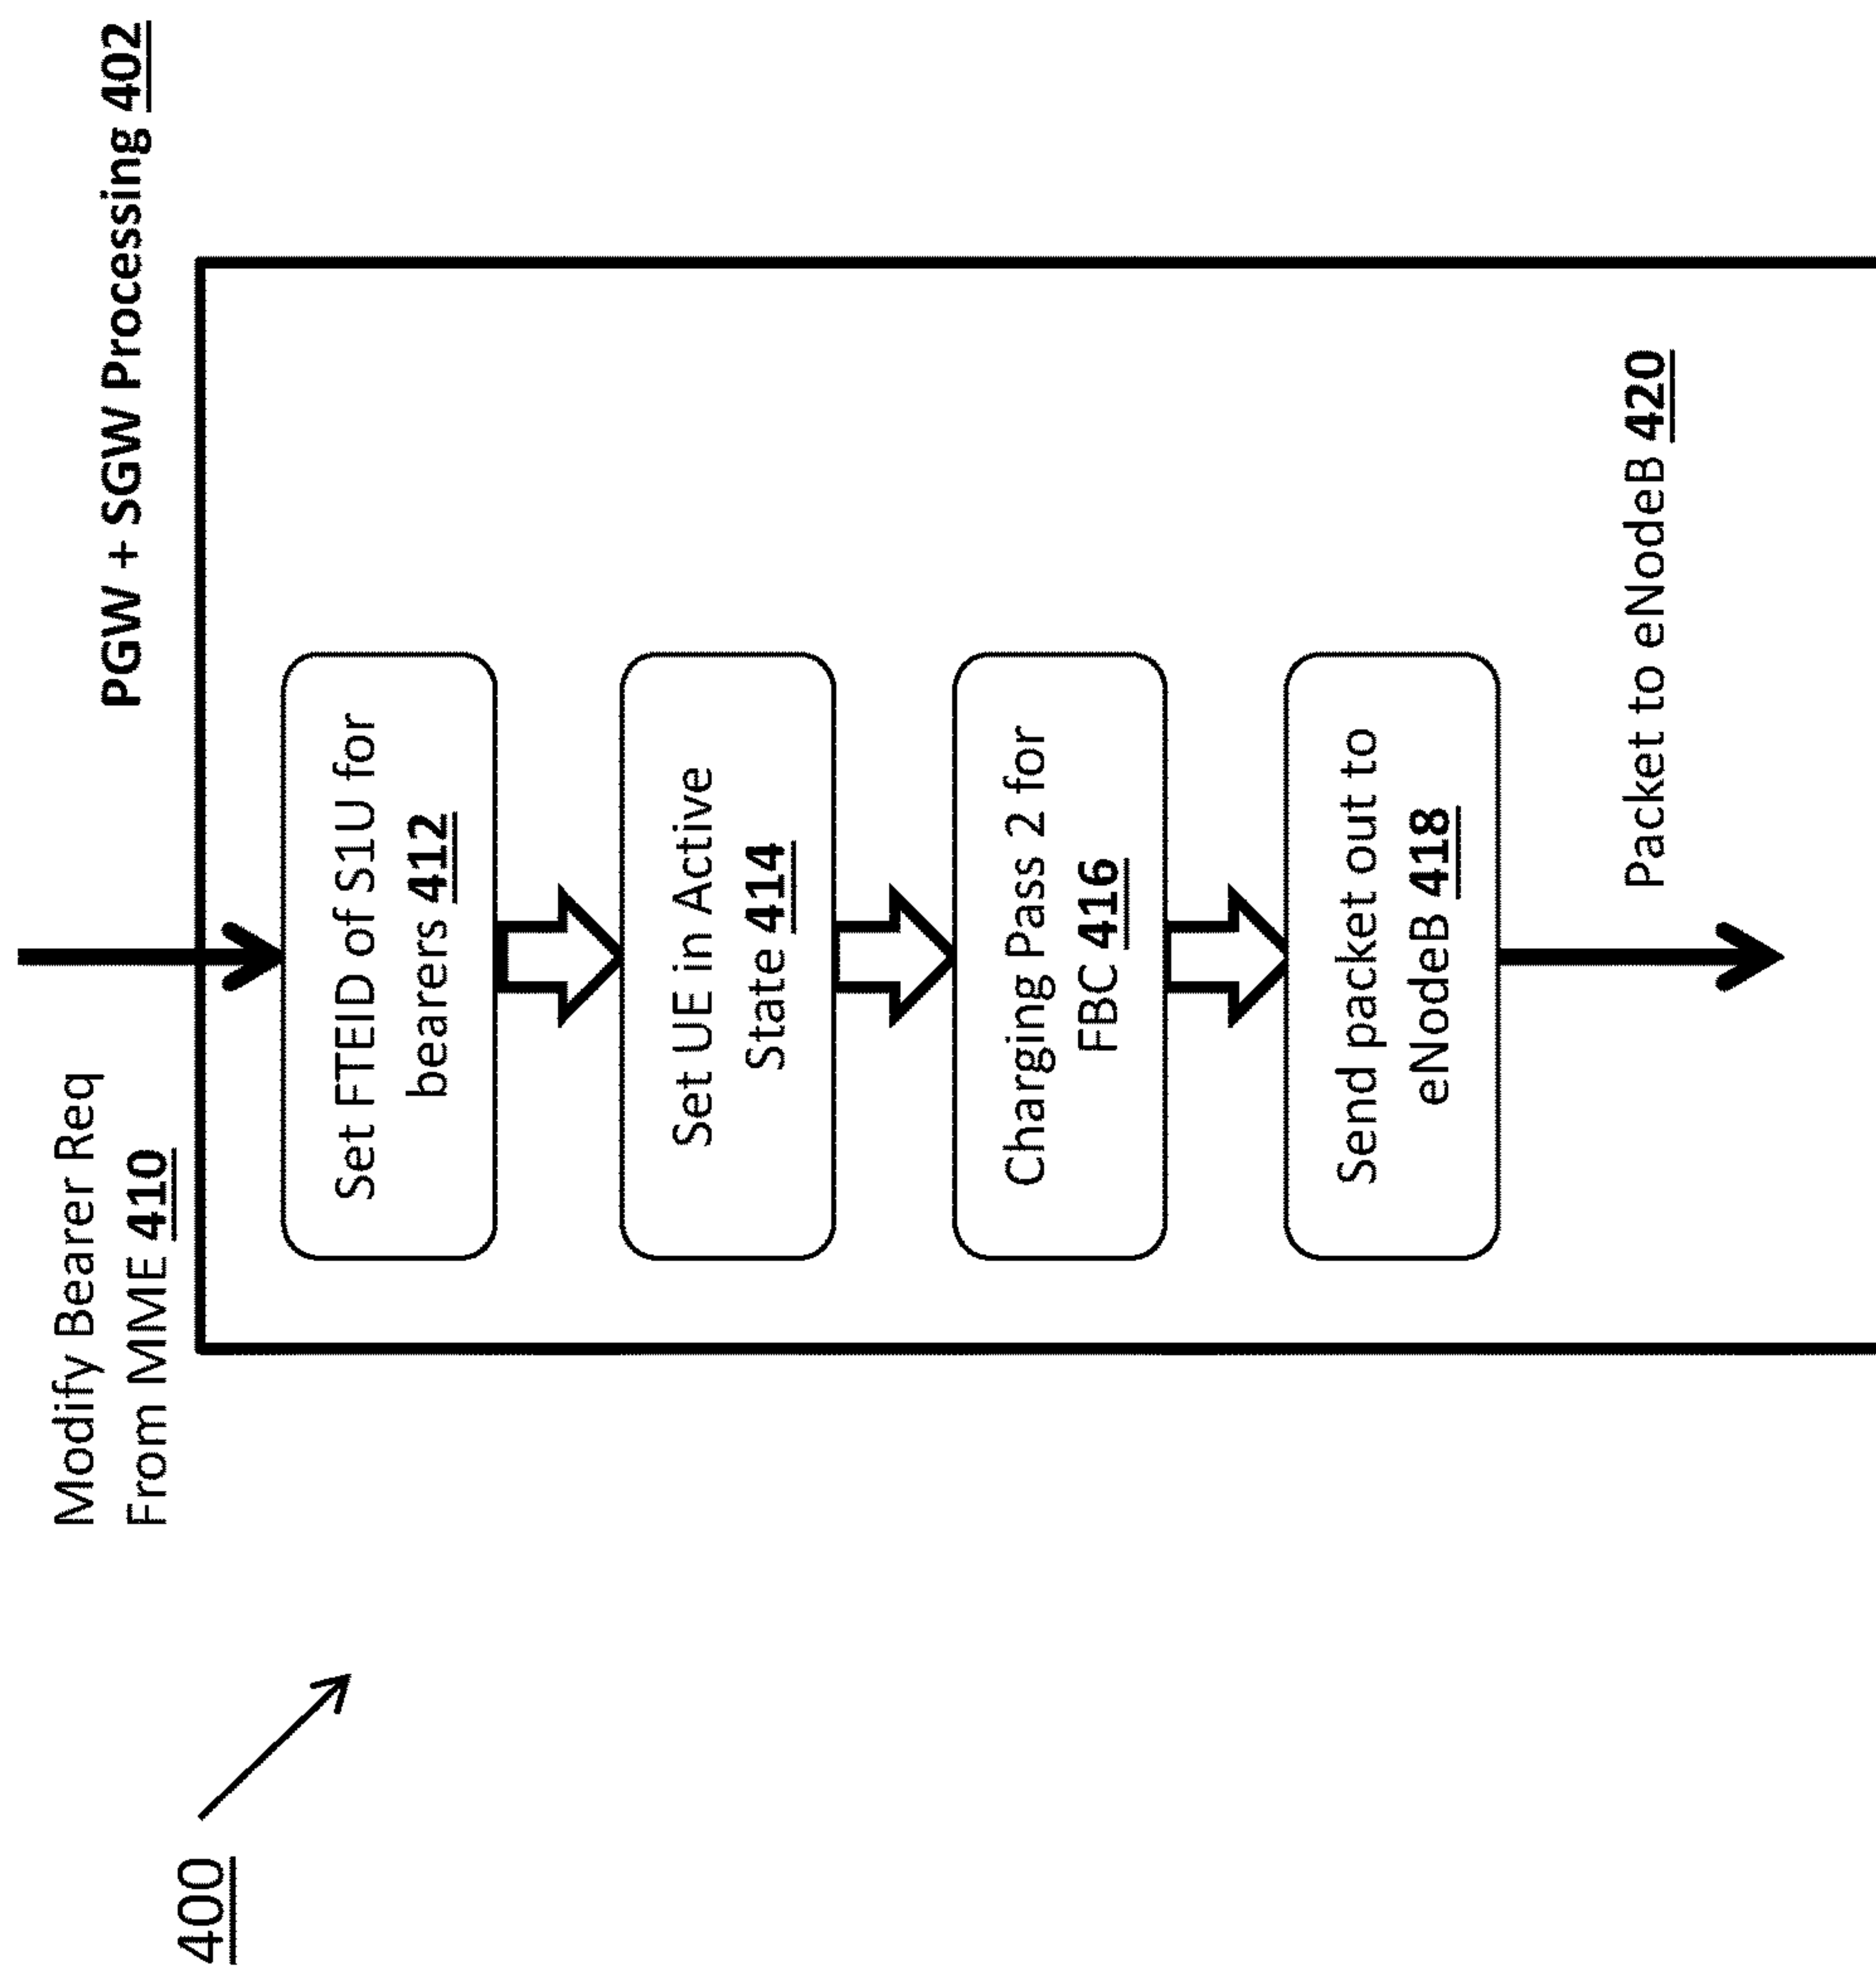 400
Modify Bearer Req
From MME 410
PGW + SGW Processing 402
Set FTEID of S1U for
bearers 412
Set UE in Active
State 414
Charging Pass 2 for
FBC 416
Send packet out to
eNodeB 418
Packet to eNodeB 420